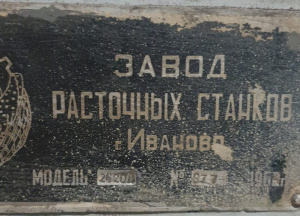 ЗАВОД
РАСТОЧНЫХ СТАНКОВ
г. ИВАНОВО
МОДЕЛЬ №